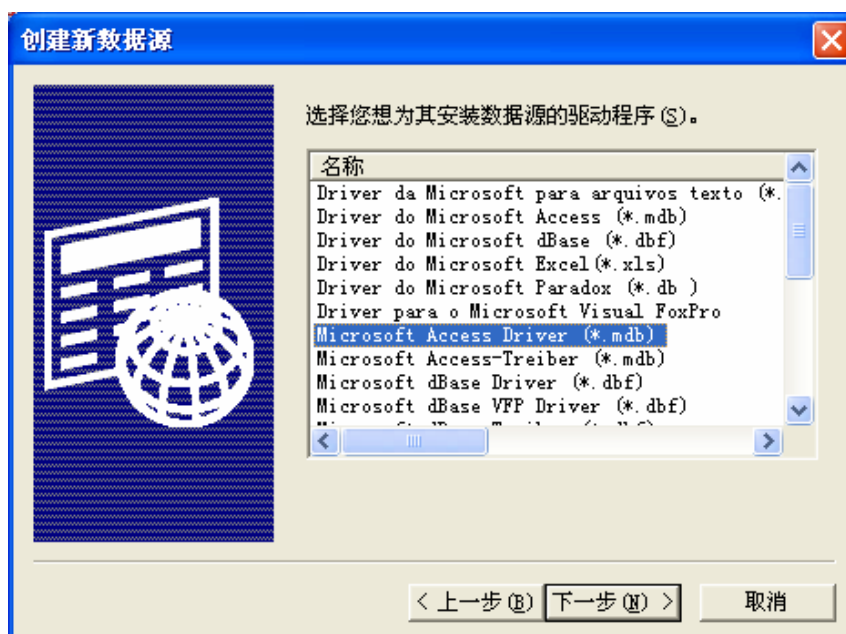 创建新数据源
选择您想为其安装数据源的驱动程序(S)。
名称
Driver da Microsoft para arquivos texto (*.
Driver do Microsoft Access (*.mdb)
Driver do Microsoft dBase (*.dbf)
Driver do Microsoft Excel(*.xls)
Driver do Microsoft Paradox (*.db )
Driver para o Microsoft Visual FoxPro
Microsoft Access Driver (*.mdb)
Microsoft Access-Treiber (*.mdb)
Microsoft dBase Driver (*.dbf)
Microsoft dBase VFP Driver (*.dbf)
< 上一步(B) 下一步(N) > 取消